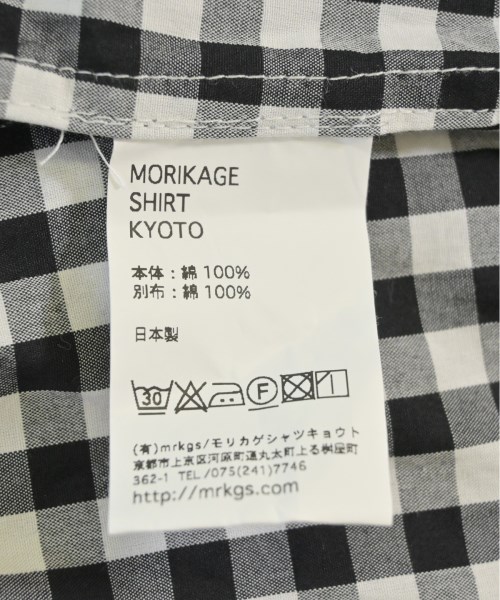 MORIKAGE
SHIRT
KYOTO
本体：綿 100%
別布：綿 100%
日本製
30 F
(有)mrkgs/モリカゲシャツキョウト
京都市上京区河原町通丸太町上る桝屋町
362-1 TEL/075(241)7746
http://mrkgs.com